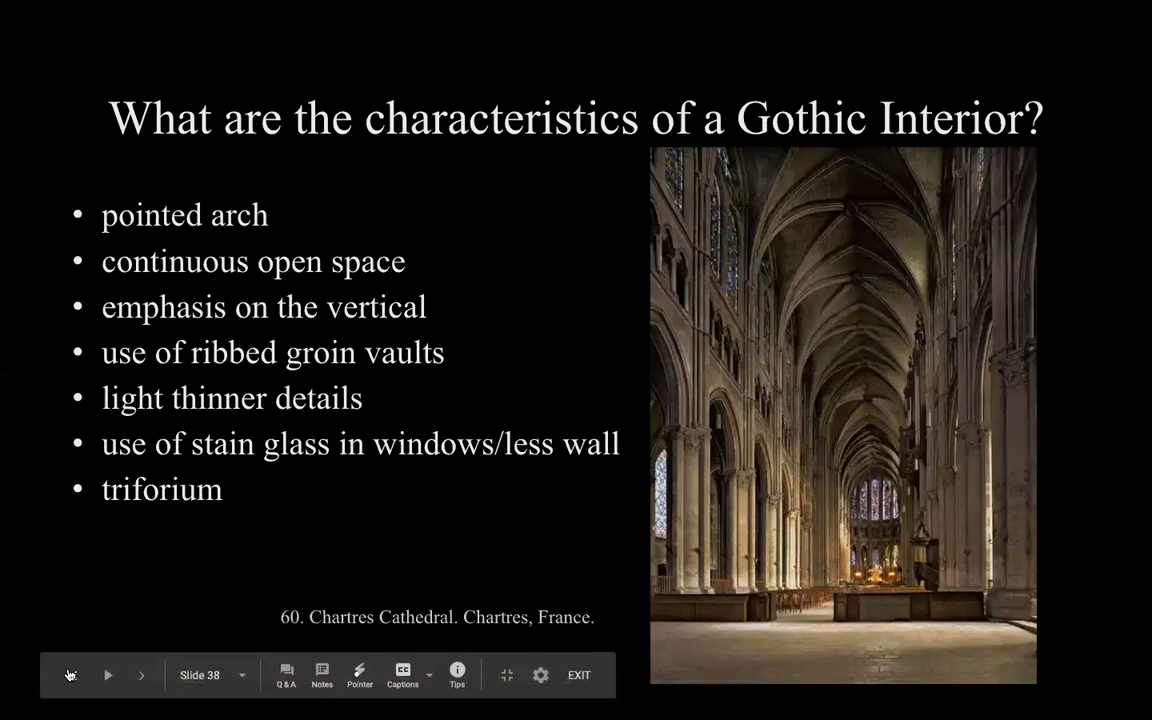 What are the characteristics of a Gothic Interior?
• pointed arch
• continuous open space
• emphasis on the vertical
• use of ribbed groin vaults
• light thinner details
• use of stain glass in windows/less wall
• triforium
60. Chartres Cathedral. Chartres, France.
Slide 38
Q & A
Notes
Pointer
CC
Captions
Tips
EXIT